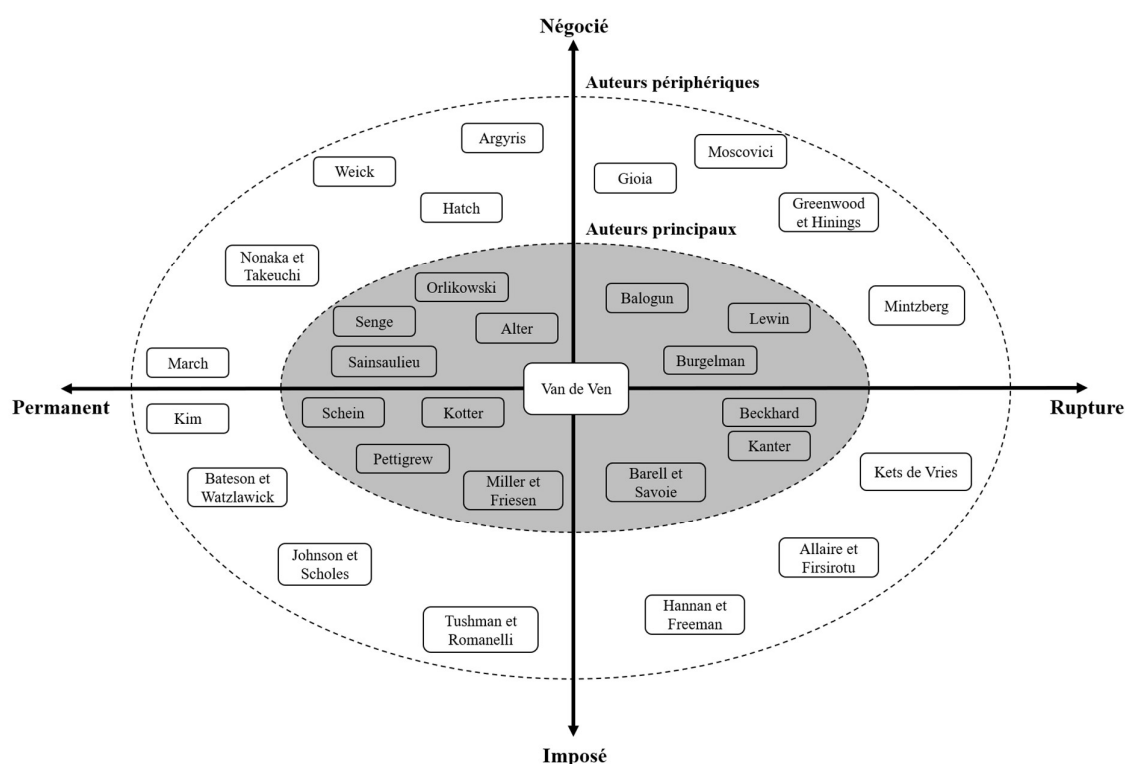 Négocié
Auteurs périphériques
Argyris
Moscovici
Weick
Gioia
Hatch
Greenwood
et Hinings
Auteurs principaux
Nonaka et
Takeuchi
Orlikowski
Balogun
Mintzberg
Senge
Alter
Lewin
Sainsaulieu
Burgelman
March
Van de Ven
Permanent
Rupture
Kim
Schein
Kotter
Beckhard
Kanter
Pettigrew
Kets de Vries
Bateson et
Watzlawick
Miller et
Friesen
Barell et
Savoie
Johnson et
Scholes
Allaire et
Firsirotu
Tushman et
Romanelli
Hannan et
Freeman
Imposé